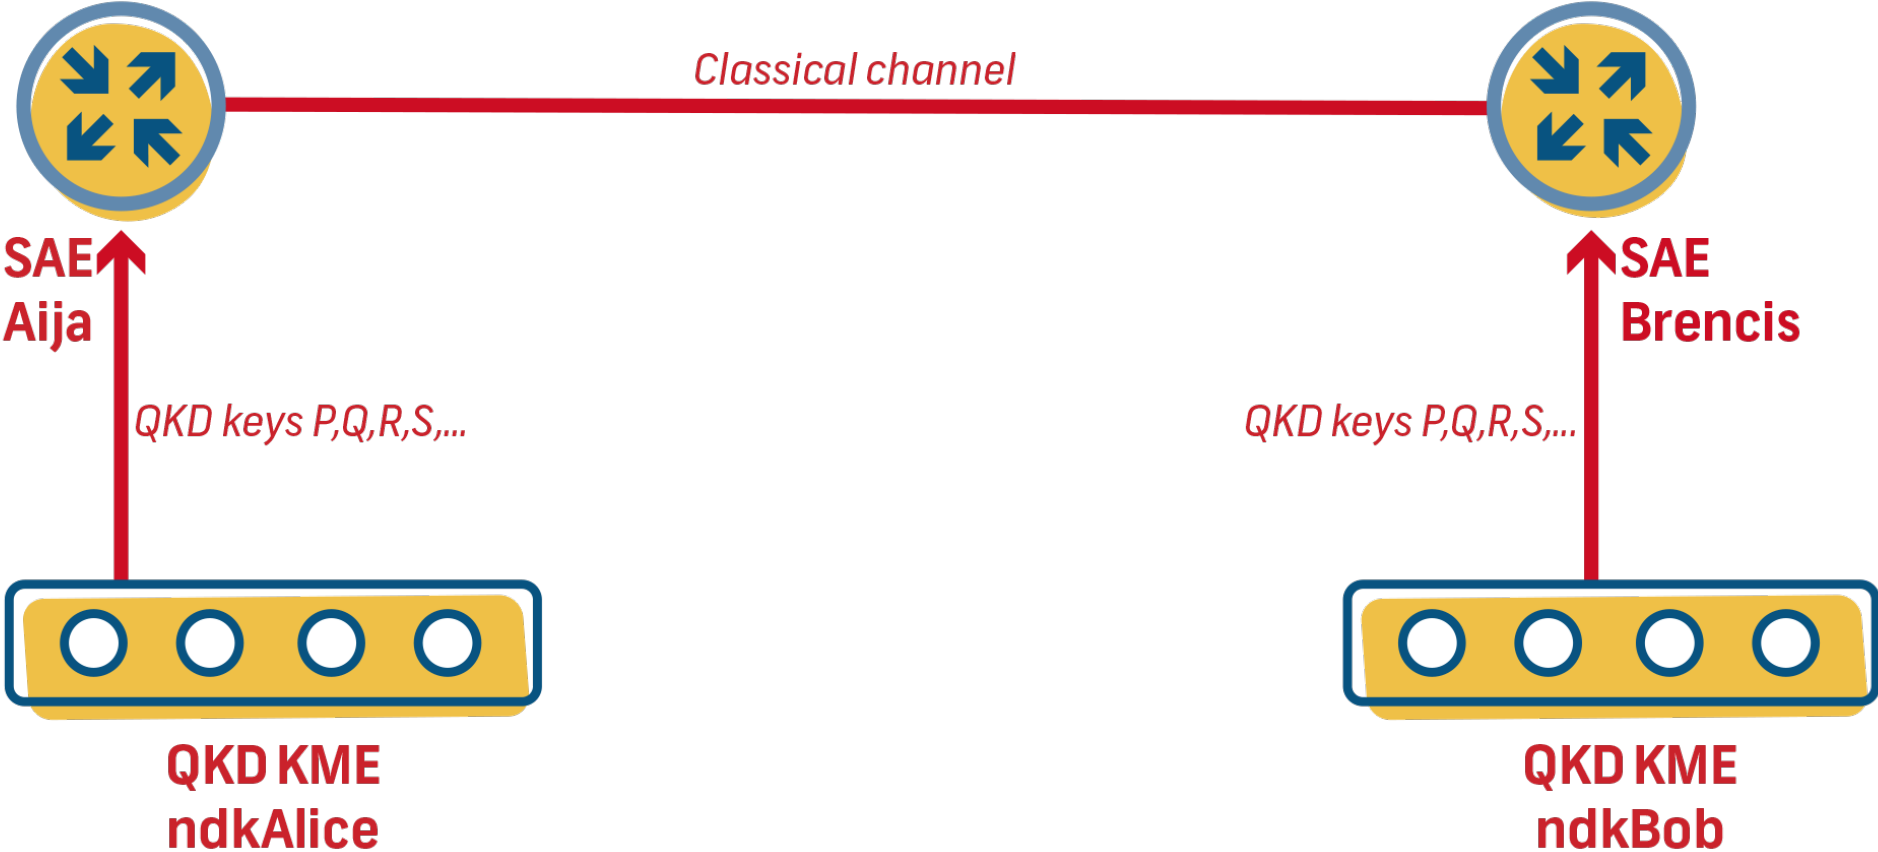 Classical channel
SAE
Aija
SAE
Brencis
QKD keys P,Q,R,S,...
QKD keys P,Q,R,S,...
QKD KME
ndkAlice
QKD KME
ndkBob